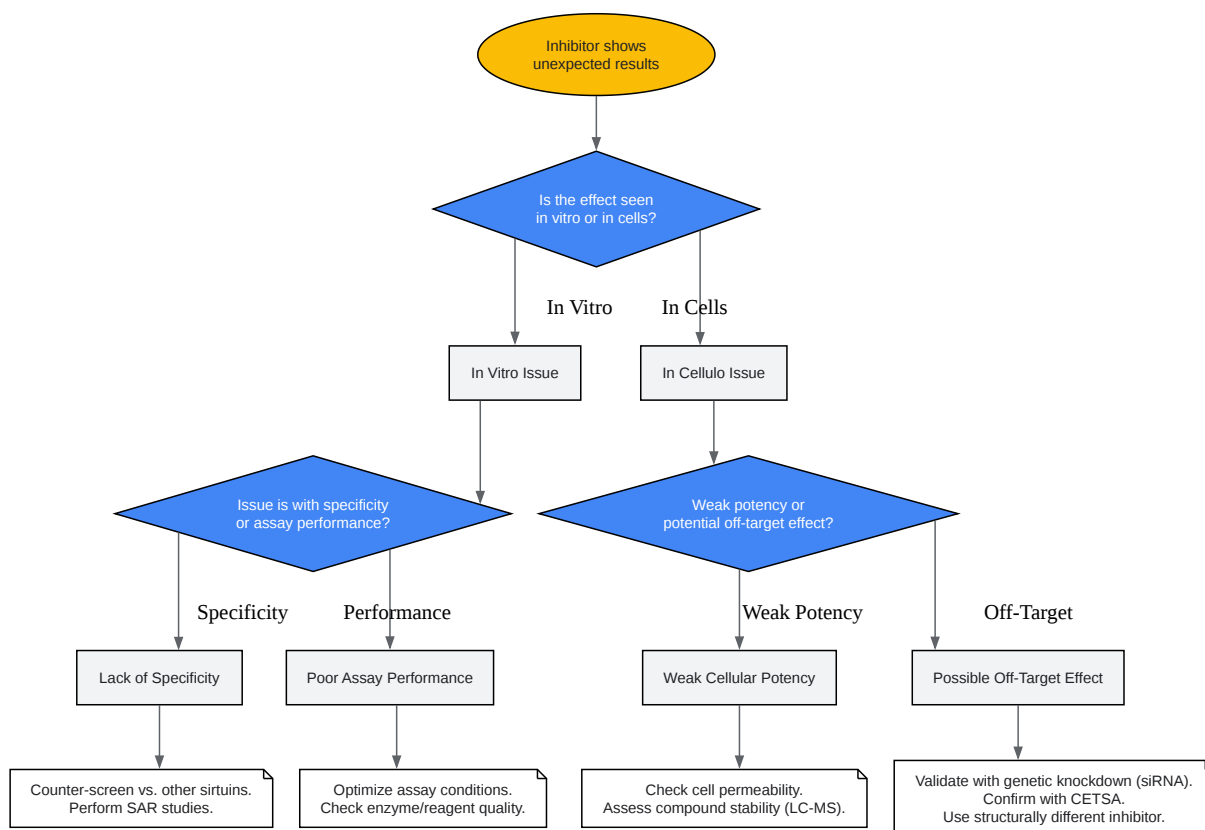 Inhibitor shows
unexpected results
Is the effect seen
in vitro or in cells?
In Vitro
In Cells
In Vitro Issue
In Cellulo Issue
Issue is with specificity
or assay performance?
Weak potency or
potential off-target effect?
Specificity
Performance
Weak Potency
Off-Target
Lack of Specificity
Poor Assay Performance
Weak Cellular Potency
Possible Off-Target Effect
Counter-screen vs. other sirtuins.
Perform SAR studies.
Optimize assay conditions.
Check enzyme/reagent quality.
Check cell permeability.
Assess compound stability (LC-MS).
Validate with genetic knockdown (siRNA).
Confirm with CETSA.
Use structurally different inhibitor.